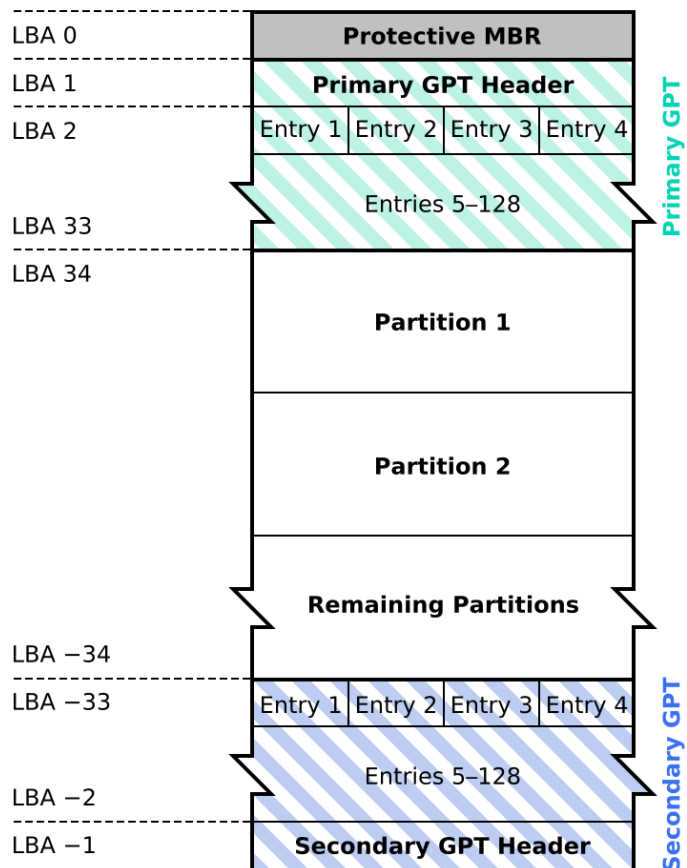 LBA 0
Protective MBR
LBA 1
Primary GPT Header
LBA 2
Entry 1 Entry 2 Entry 3 Entry 4
Entries 5–128
LBA 33
Primary GPT
LBA 34
Partition 1
Partition 2
Remaining Partitions
LBA −34
LBA −33
Entry 1 Entry 2 Entry 3 Entry 4
Entries 5–128
LBA −2
LBA −1
Secondary GPT Header
Secondary GPT